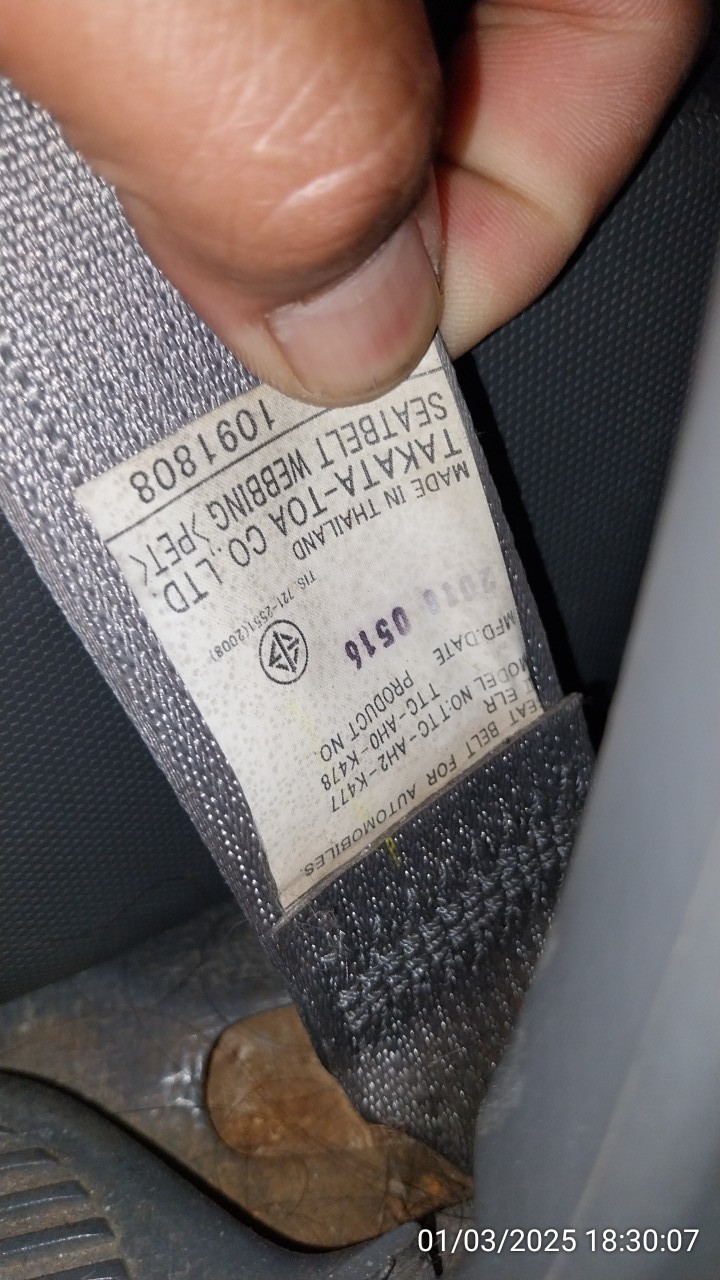 EAT BELT FOR AUTOMOBILES.
T ELR
MODEL NO:TTC-AH2-K477
TTC-AH0-K478
MFD.DATE PRODUCT NO.
0516
TIS. 721-2551(2008)
MADE IN THAILAND
TAKATA-TOA CO., LTD.
SEATBELT WEBBING >PET<
1091808
01/03/2025 18:30:07